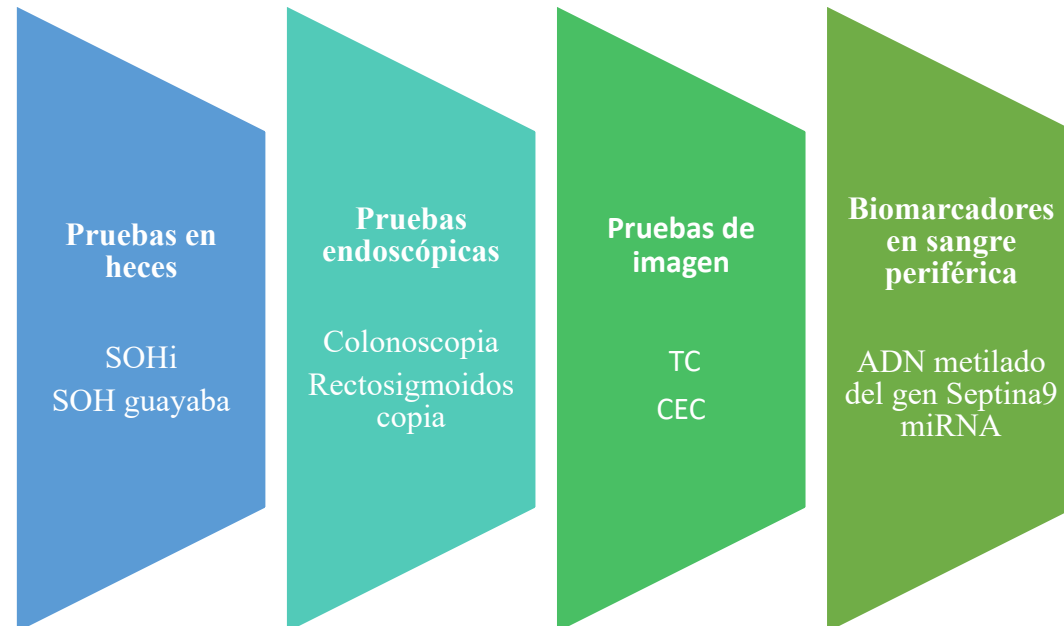 Pruebas en
heces
SOHi
SOH guayaba
Pruebas
endoscópicas
Colonoscopia
Rectosigmoidos
copia
Pruebas de
imagen
TC
CEC
Biomarcadores
en sangre
periférica
ADN metilado
del gen Septina9
miRNA